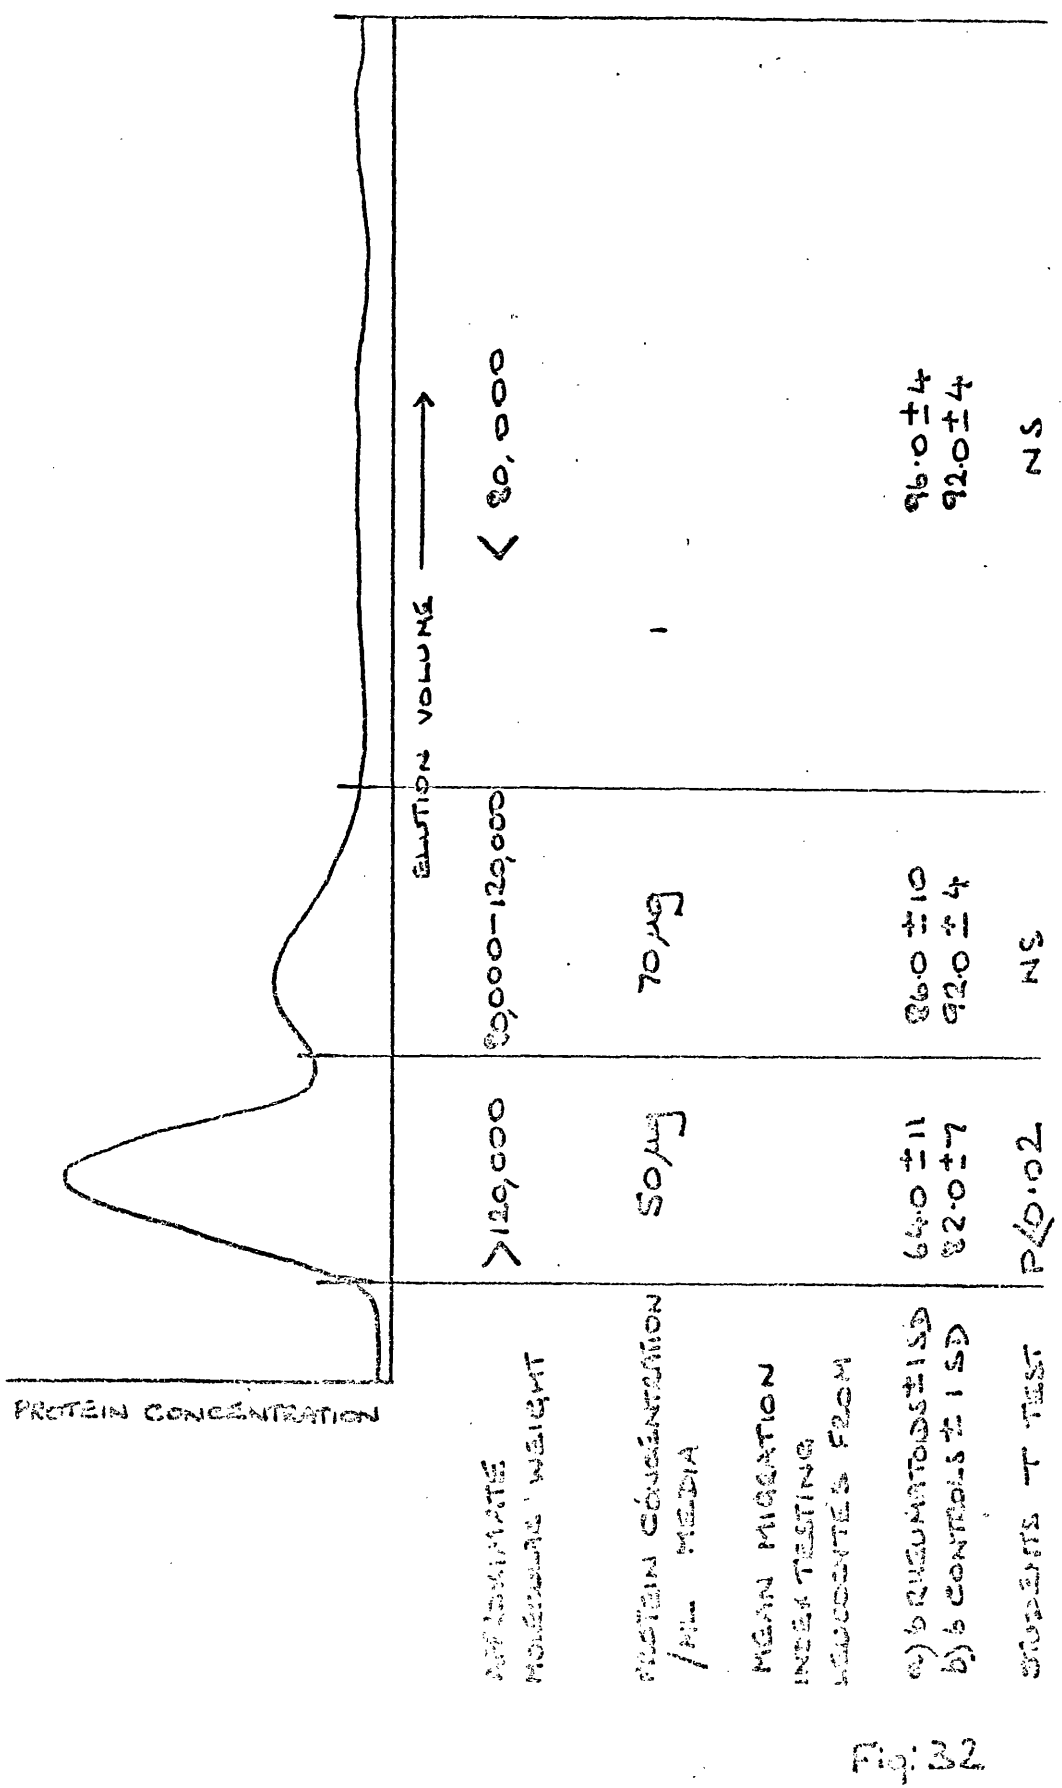 PROTEIN CONCENTRATION
ELUTION VOLUME →
APPROXIMATE
MOLECULAR WEIGHT
>120,000
80,000-120,000
< 80,000
PROTEIN CONCENTRATION
/ML MEDIA
50µg
70µg
-
MEAN MIGRATION
INDEX TESTING
LEUCOCYTES FROM
a) 6 RHEUMATOIDS ± 1SD
64.0 ± 11
86.0 ± 10
96.0 ± 4
b) 6 CONTROLS ± 1 SD
82.0 ± 7
92.0 ± 4
92.0 ± 4
STUDENTS T TEST
P<0.02
NS
NS
Fig: 32